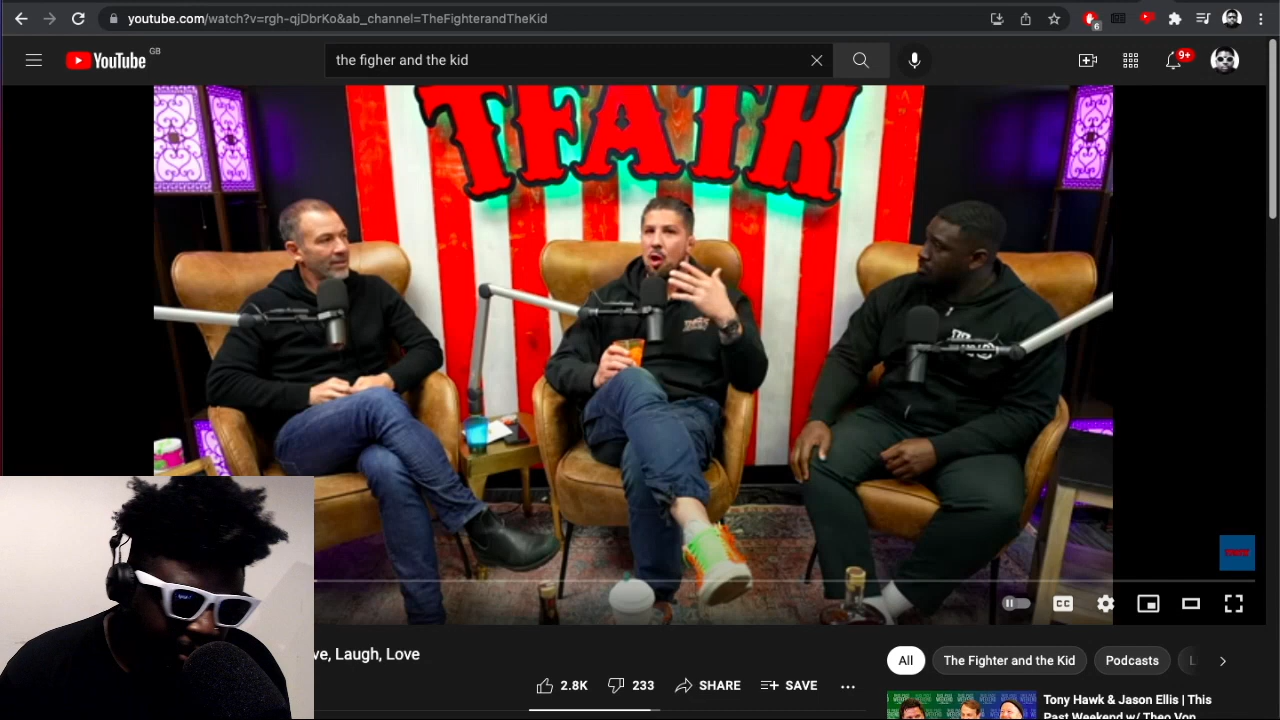 youtube.com/watch?v=rgh-qjDbrKo&ab_channel=TheFighterandTheKid
6
YouTube GB
the figher and the kid
9+
TFATK
CC
ve, Laugh, Love
2.8K
233
SHARE
SAVE
All
The Fighter and the Kid
Podcasts
Tony Hawk & Jason Ellis | This
Past Weekend w/ Theo Von